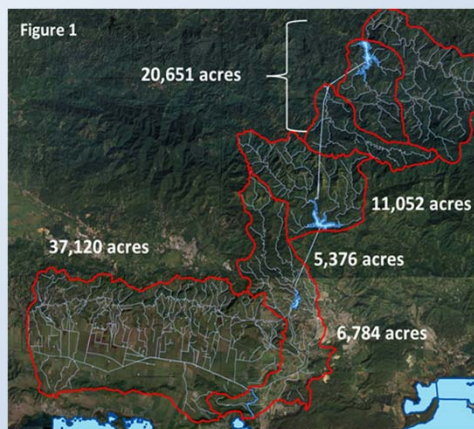 Figure 1
20,651 acres
11,052 acres
37,120 acres
5,376 acres
6,784 acres